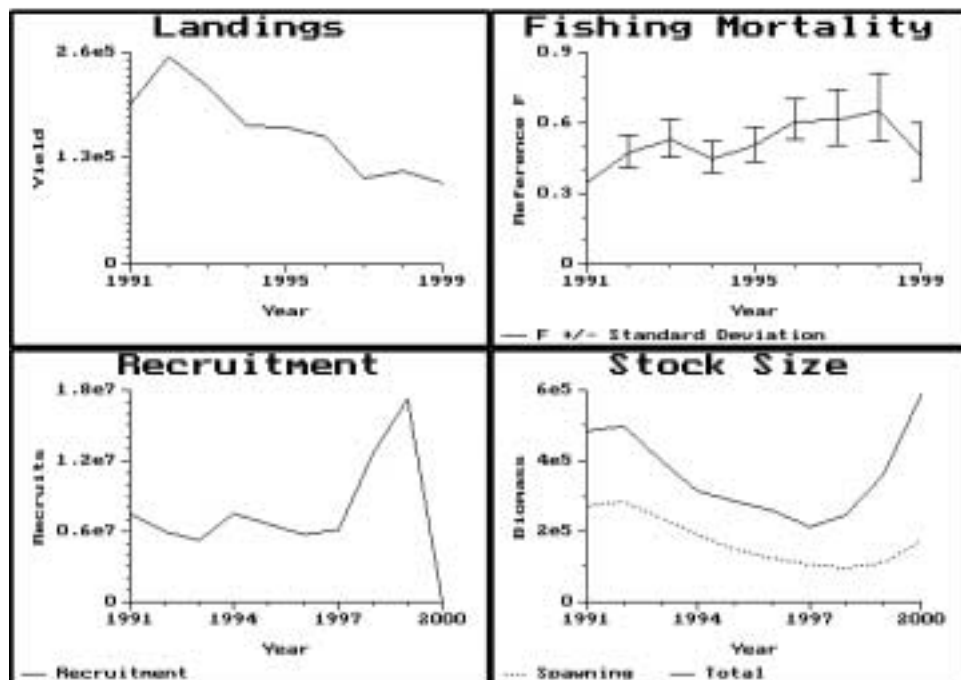 Landings
2.6e5
1.3e5
0
Yield
1991 1995 1999
Year
Fishing Mortality
0.9
0.6
0.3
0
Reference F
1991 1995 1999
Year
F +/- Standard Deviation
Recruitment
1.8e7
1.2e7
0.6e7
0
Recruits
1991 1994 1997 2000
Year
Recruitment
Stock Size
6e5
4e5
2e5
0
Biomass
1991 1994 1997 2000
Year
Spawning Total